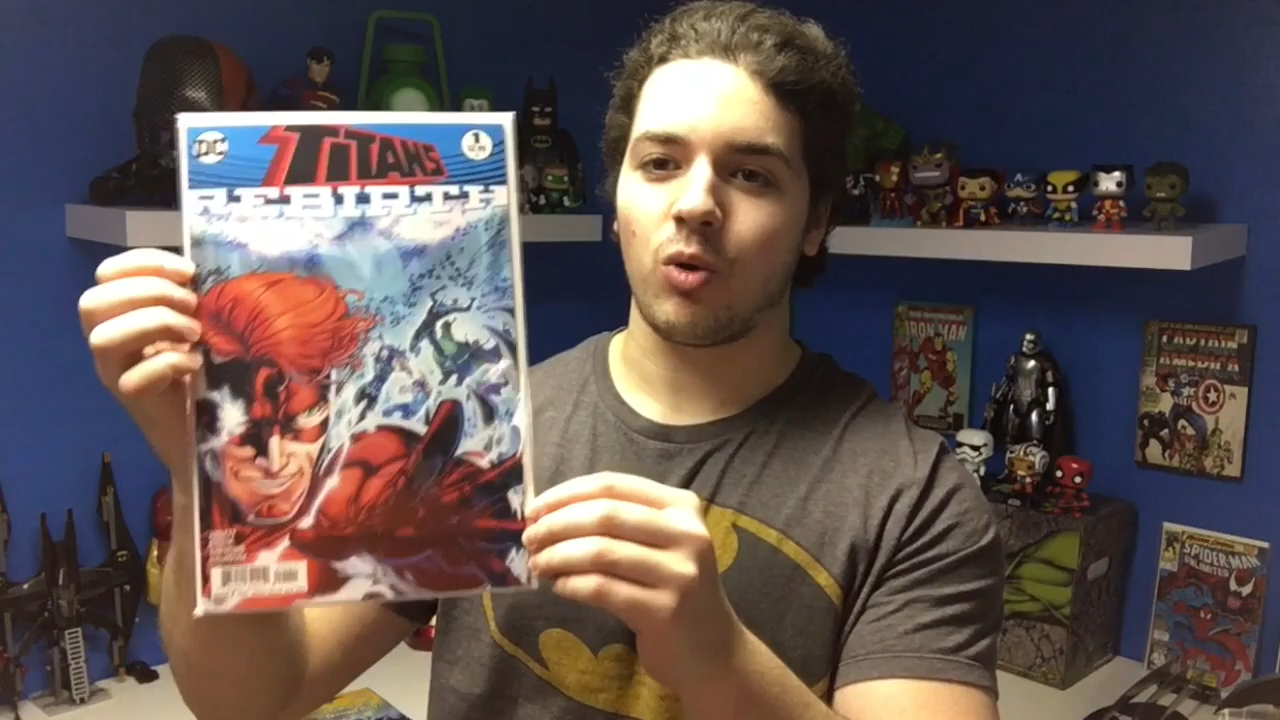 DC
TITANS
1
REBIRTH
IRON MAN
CAPTAIN
AMERICA
SPIDER-MAN
UNLIMITED